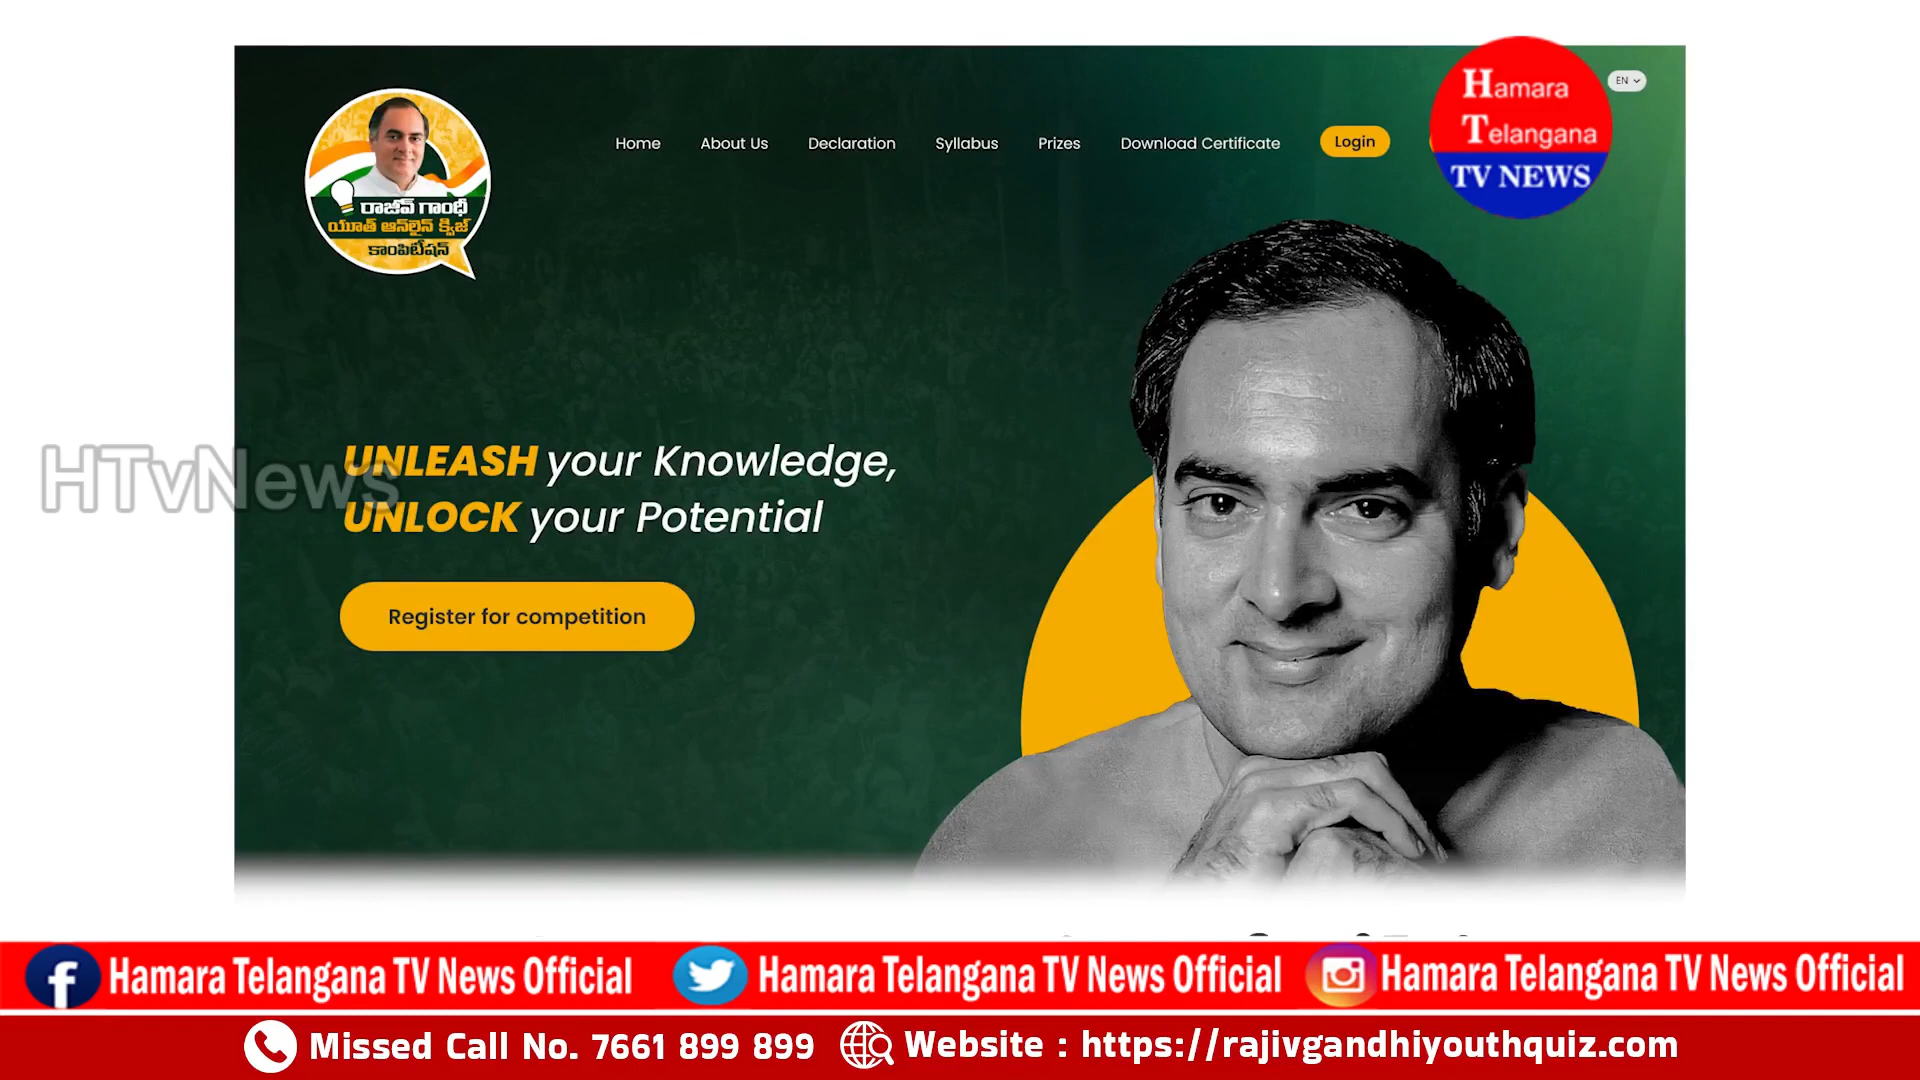 Hamara
Telangana
TV NEWS
EN
Home About Us Declaration Syllabus Prizes Download Certificate Login
రాజీవ్ గాంధీ
యూత్ ఆన్‌లైన్ క్విజ్
కాంపిటీషన్
HTvNews
UNLEASH your Knowledge,
UNLOCK your Potential
Register for competition
Hamara Telangana TV News Official Hamara Telangana TV News Official Hamara Telangana TV News Official
Missed Call No. 7661 899 899 Website : https://rajivgandhiyouthquiz.com